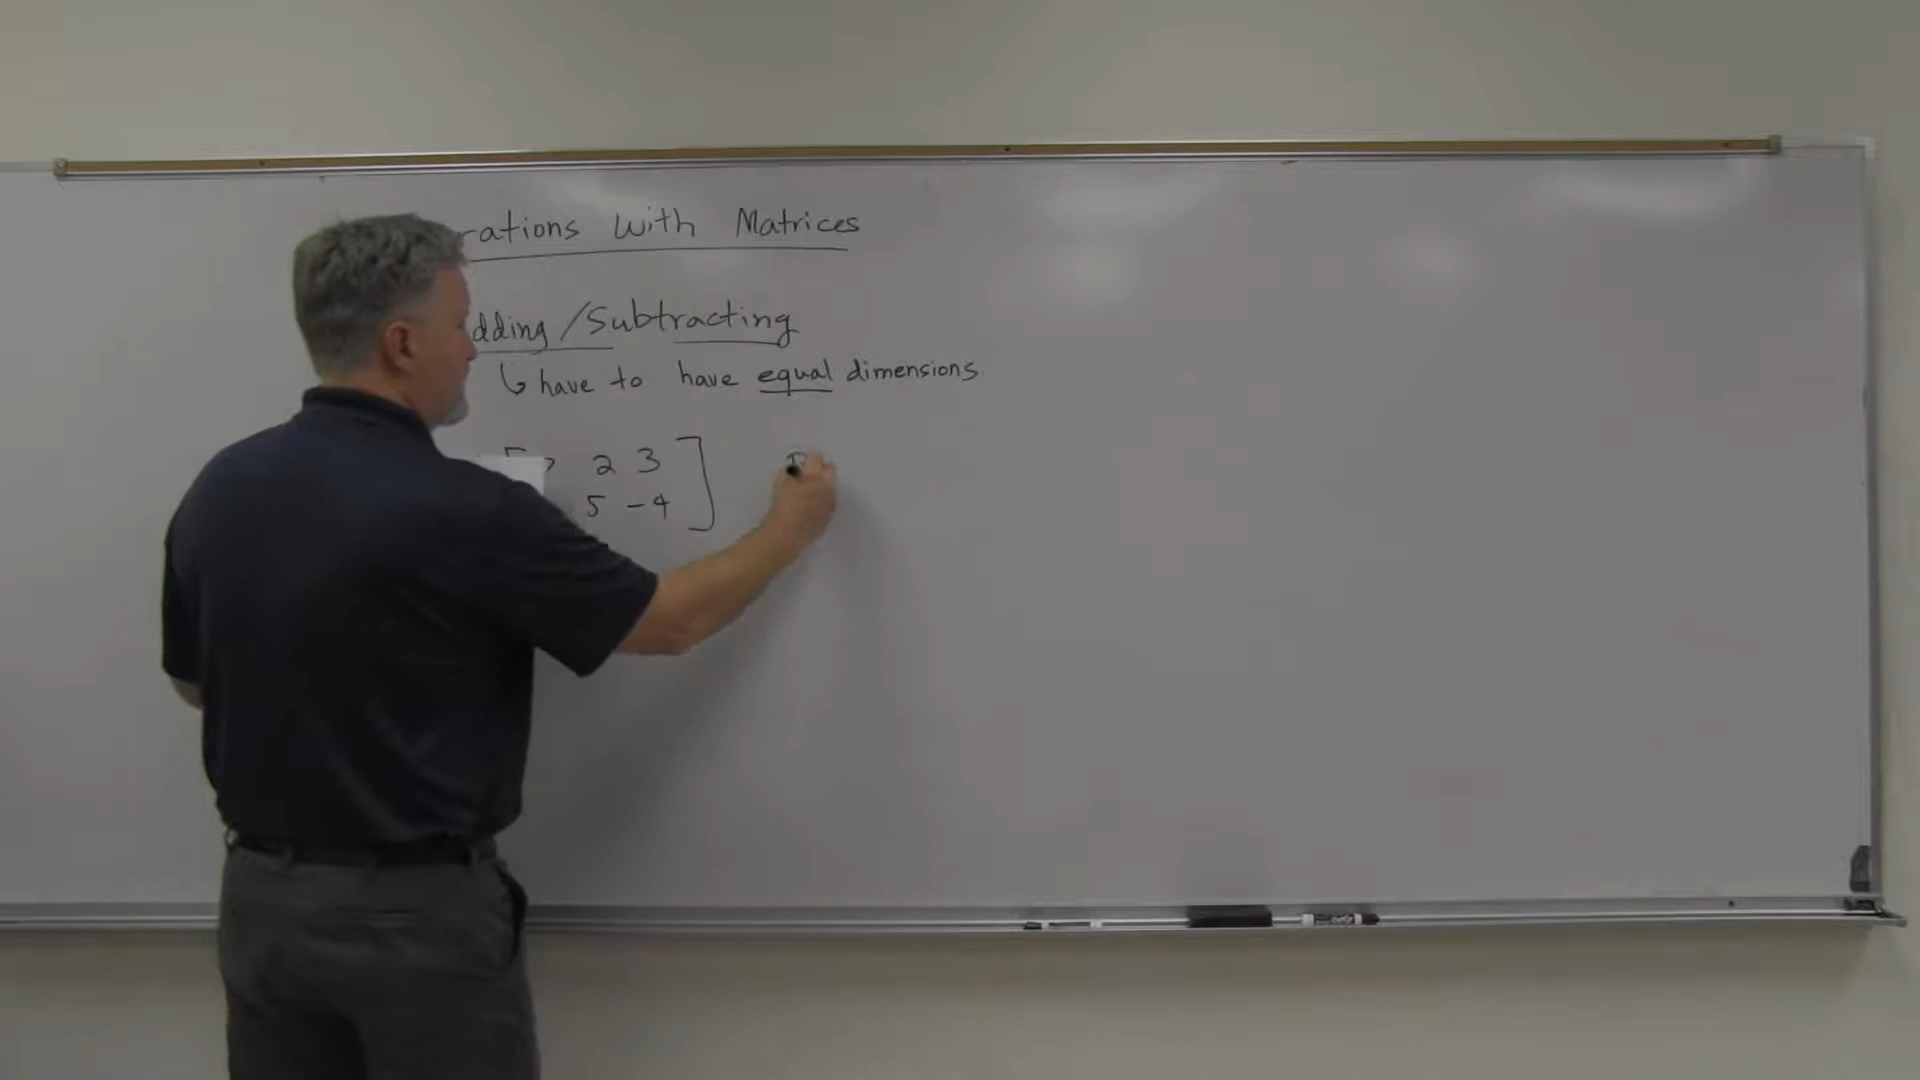 rations with Matrices
dding/Subtracting
↳ have to have equal dimensions
2 3
5 -4